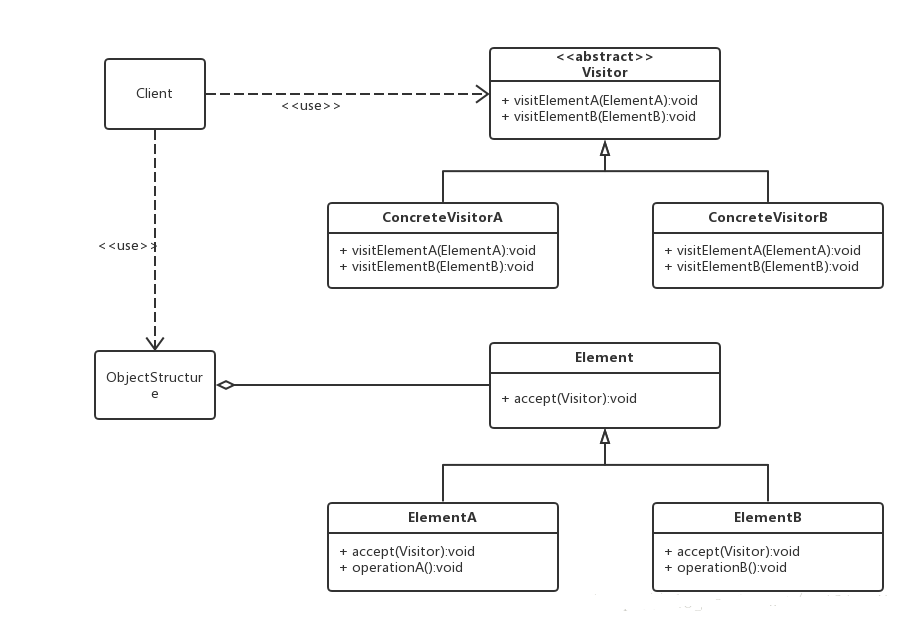 <<abstract>>
Visitor
Client
+ visitElementA(ElementA):void
<<use>>
+ visitElementB(ElementB):void
ConcreteVisitorA
ConcreteVisitorB
+ visitElementA(ElementA):void
+ visitElementB(ElementB):void
+ visitElementA(ElementA):void
+ visitElementB(ElementB):void
<<use>>
ObjectStructur
e
Element
+ accept(Visitor):void
ElementA
ElementB
+ accept(Visitor):void
+ operationA():void
+ accept(Visitor):void
+ operationB():void